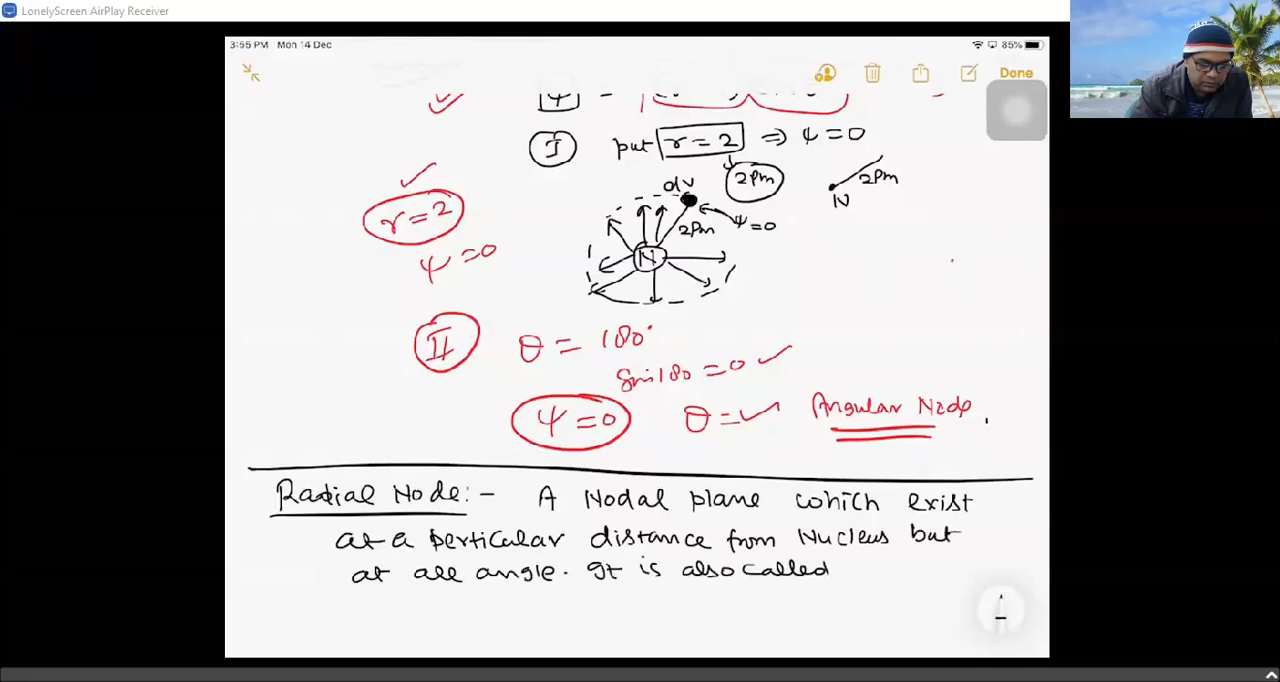 LonelyScreen AirPlay Receiver
3:55 PM Mon 14 Dec
85%
Done
Ψ =
I put r = 2 ⇒ Ψ = 0
2Pm
dv
2Pm
N
r = 2
2Pm
Ψ = 0
Ψ = 0
N
II θ = 180°
Sin 180 = 0 ✓
Ψ = 0 θ = ✓ Angular Node.
Radial Node:- A Nodal plane which exist
at a perticular distance from Nucleus but
at all angle. It is also called